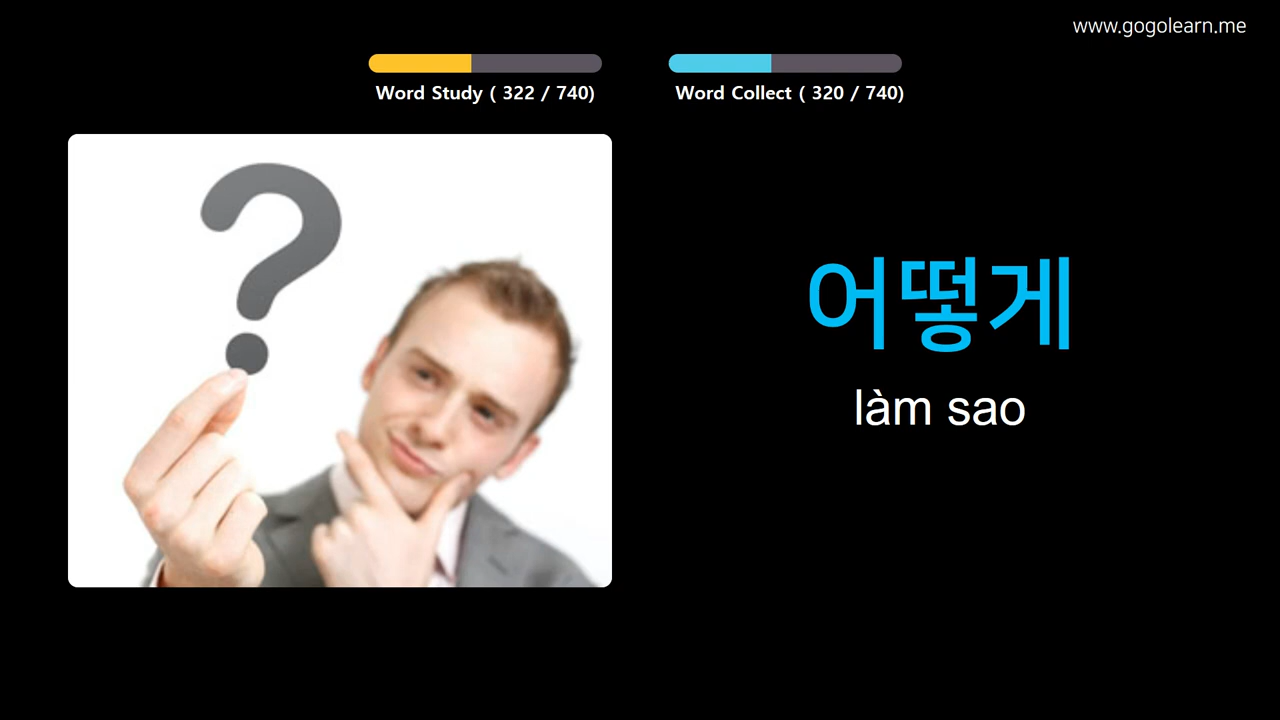 www.gogolearn.me
Word Study ( 322 / 740)
Word Collect ( 320 / 740)
?
어떻게
làm sao